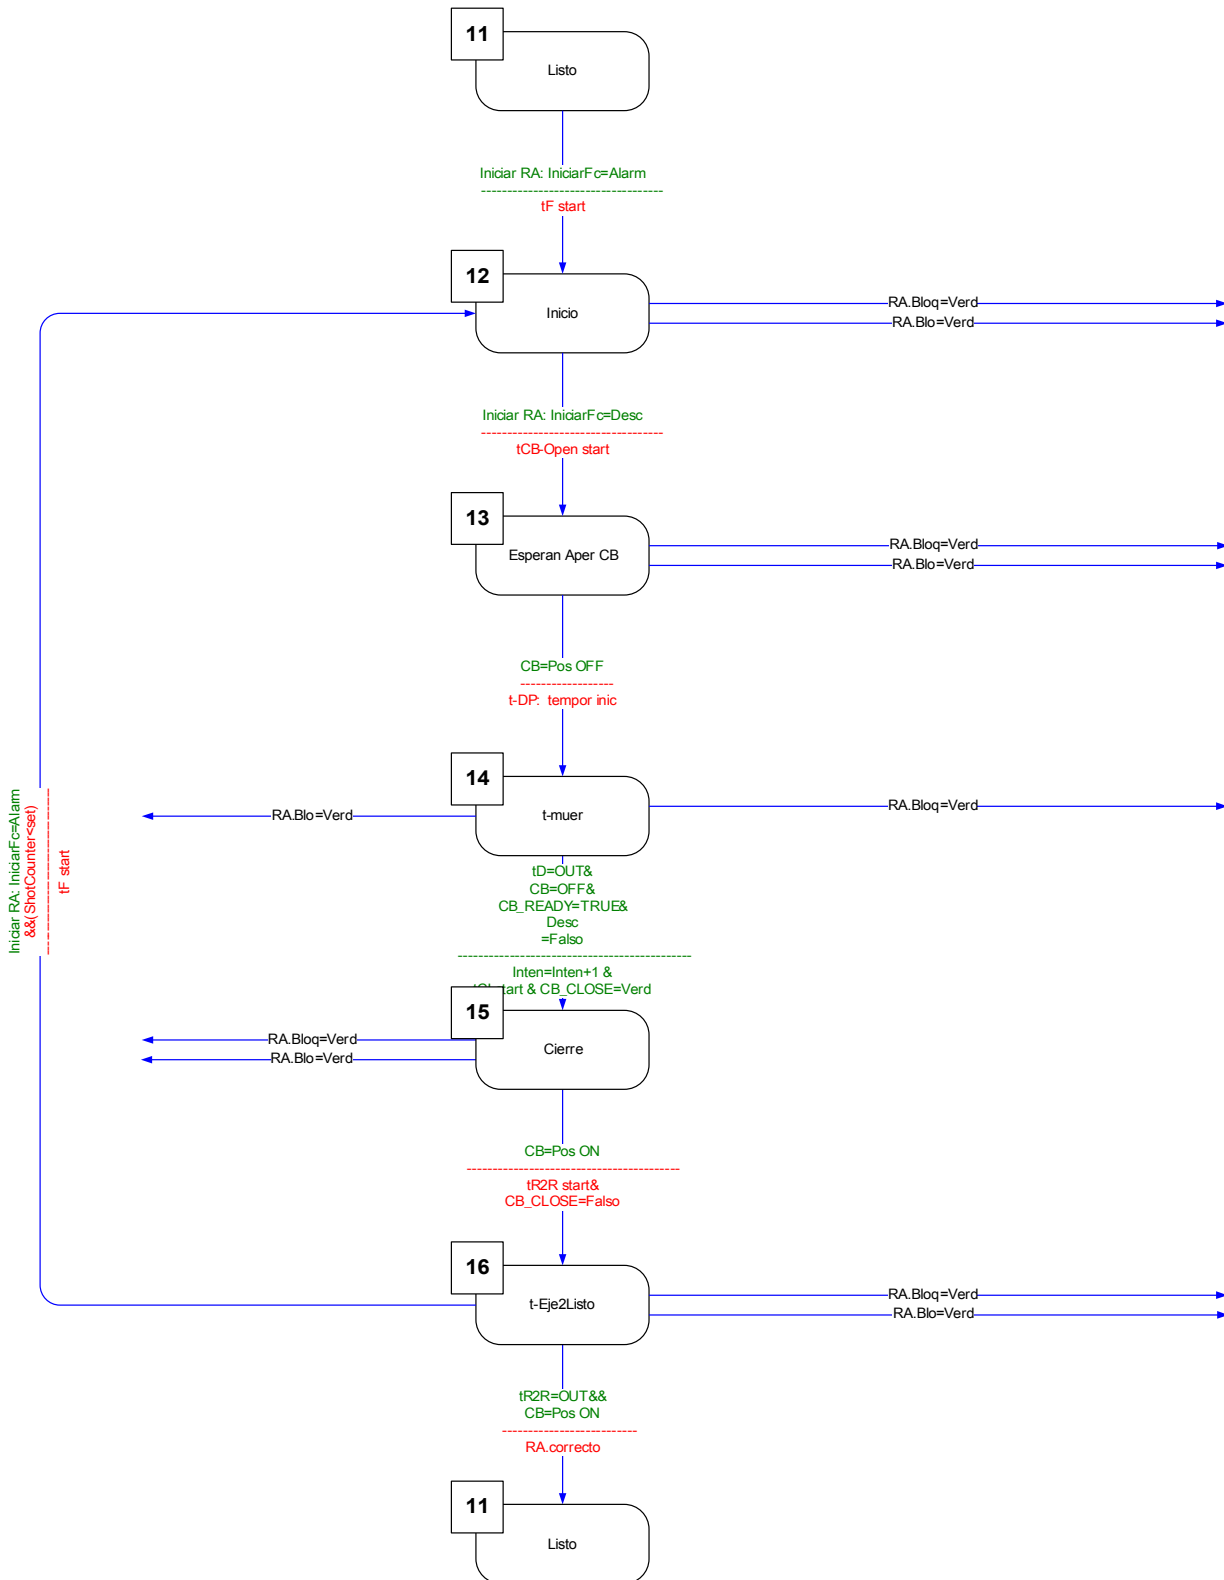 11
Listo
Iniciar RA: IniciarFc=Alarm
------------------------------------
tF start
12
Inicio
RA.Bloq=Verd
RA.Blo=Verd
Iniciar RA: IniciarFc=Desc
------------------------------------
tCB-Open start
13
Esperan Aper CB
RA.Bloq=Verd
RA.Blo=Verd
CB=Pos OFF
------------------
t-DP: tempor inic
14
t-muer
RA.Blo=Verd
RA.Bloq=Verd
Iniciar RA: IniciarFc=Alarm
&&(ShotCounter<set)
------------------------------------
tF start
tD=OUT&
CB=OFF&
CB_READY=TRUE&
Desc
=Falso
----------------------------------------------
Inten=Inten+1 &
start & CB_CLOSE=Verd
15
Cierre
RA.Bloq=Verd
RA.Blo=Verd
CB=Pos ON
------------------------------------------
tR2R start&
CB_CLOSE=Falso
16
t-Eje2Listo
RA.Bloq=Verd
RA.Blo=Verd
tR2R=OUT&&
CB=Pos ON
--------------------------
RA.correcto
11
Listo